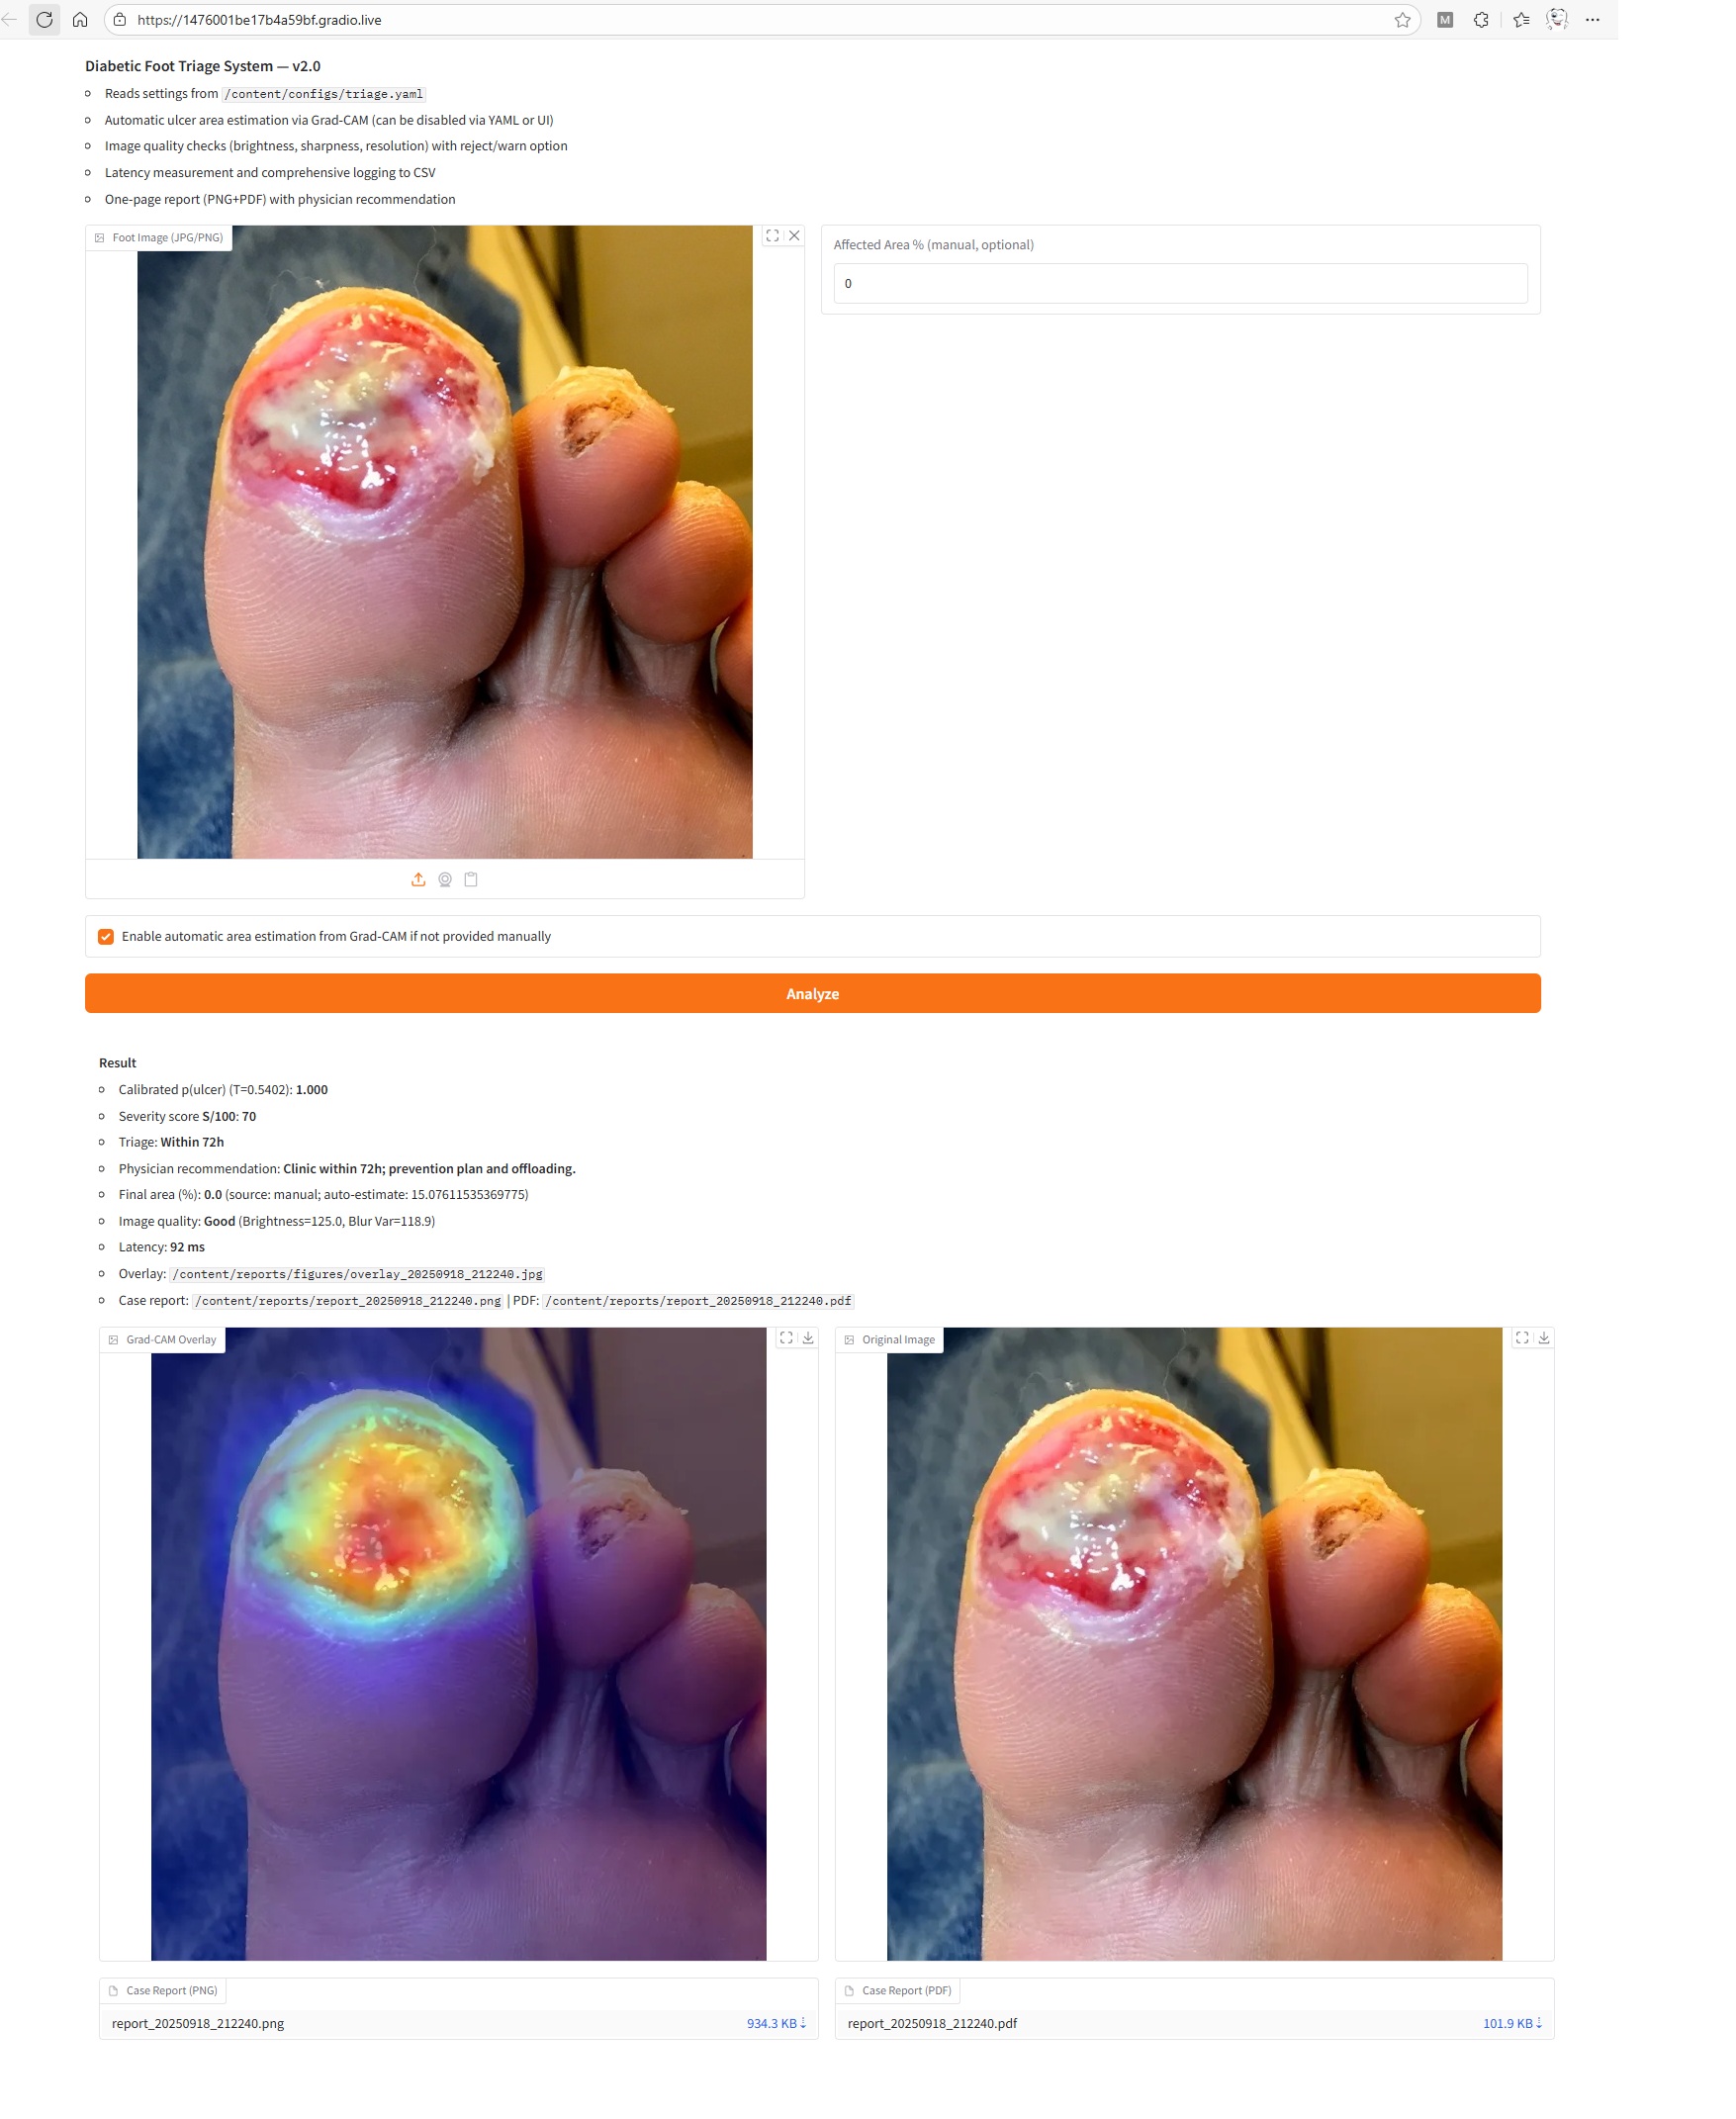 https://1476001be17b4a59bf.gradio.live
M
Diabetic Foot Triage System — v2.0
Reads settings from /content/configs/triage.yaml
Automatic ulcer area estimation via Grad-CAM (can be disabled via YAML or UI)
Image quality checks (brightness, sharpness, resolution) with reject/warn option
Latency measurement and comprehensive logging to CSV
One-page report (PNG+PDF) with physician recommendation
Foot Image (JPG/PNG)
Affected Area % (manual, optional)
0
Enable automatic area estimation from Grad-CAM if not provided manually
Analyze
Result
Calibrated p(ulcer) (T=0.5402): 1.000
Severity score S/100: 70
Triage: Within 72h
Physician recommendation: Clinic within 72h; prevention plan and offloading.
Final area (%): 0.0 (source: manual; auto-estimate: 15.07611535369775)
Image quality: Good (Brightness=125.0, Blur Var=118.9)
Latency: 92 ms
Overlay: /content/reports/figures/overlay_20250918_212240.jpg
Case report: /content/reports/report_20250918_212240.png | PDF: /content/reports/report_20250918_212240.pdf
Grad-CAM Overlay
Original Image
Case Report (PNG)
report_20250918_212240.png 934.3 KB ⇣
Case Report (PDF)
report_20250918_212240.pdf 101.9 KB ⇣